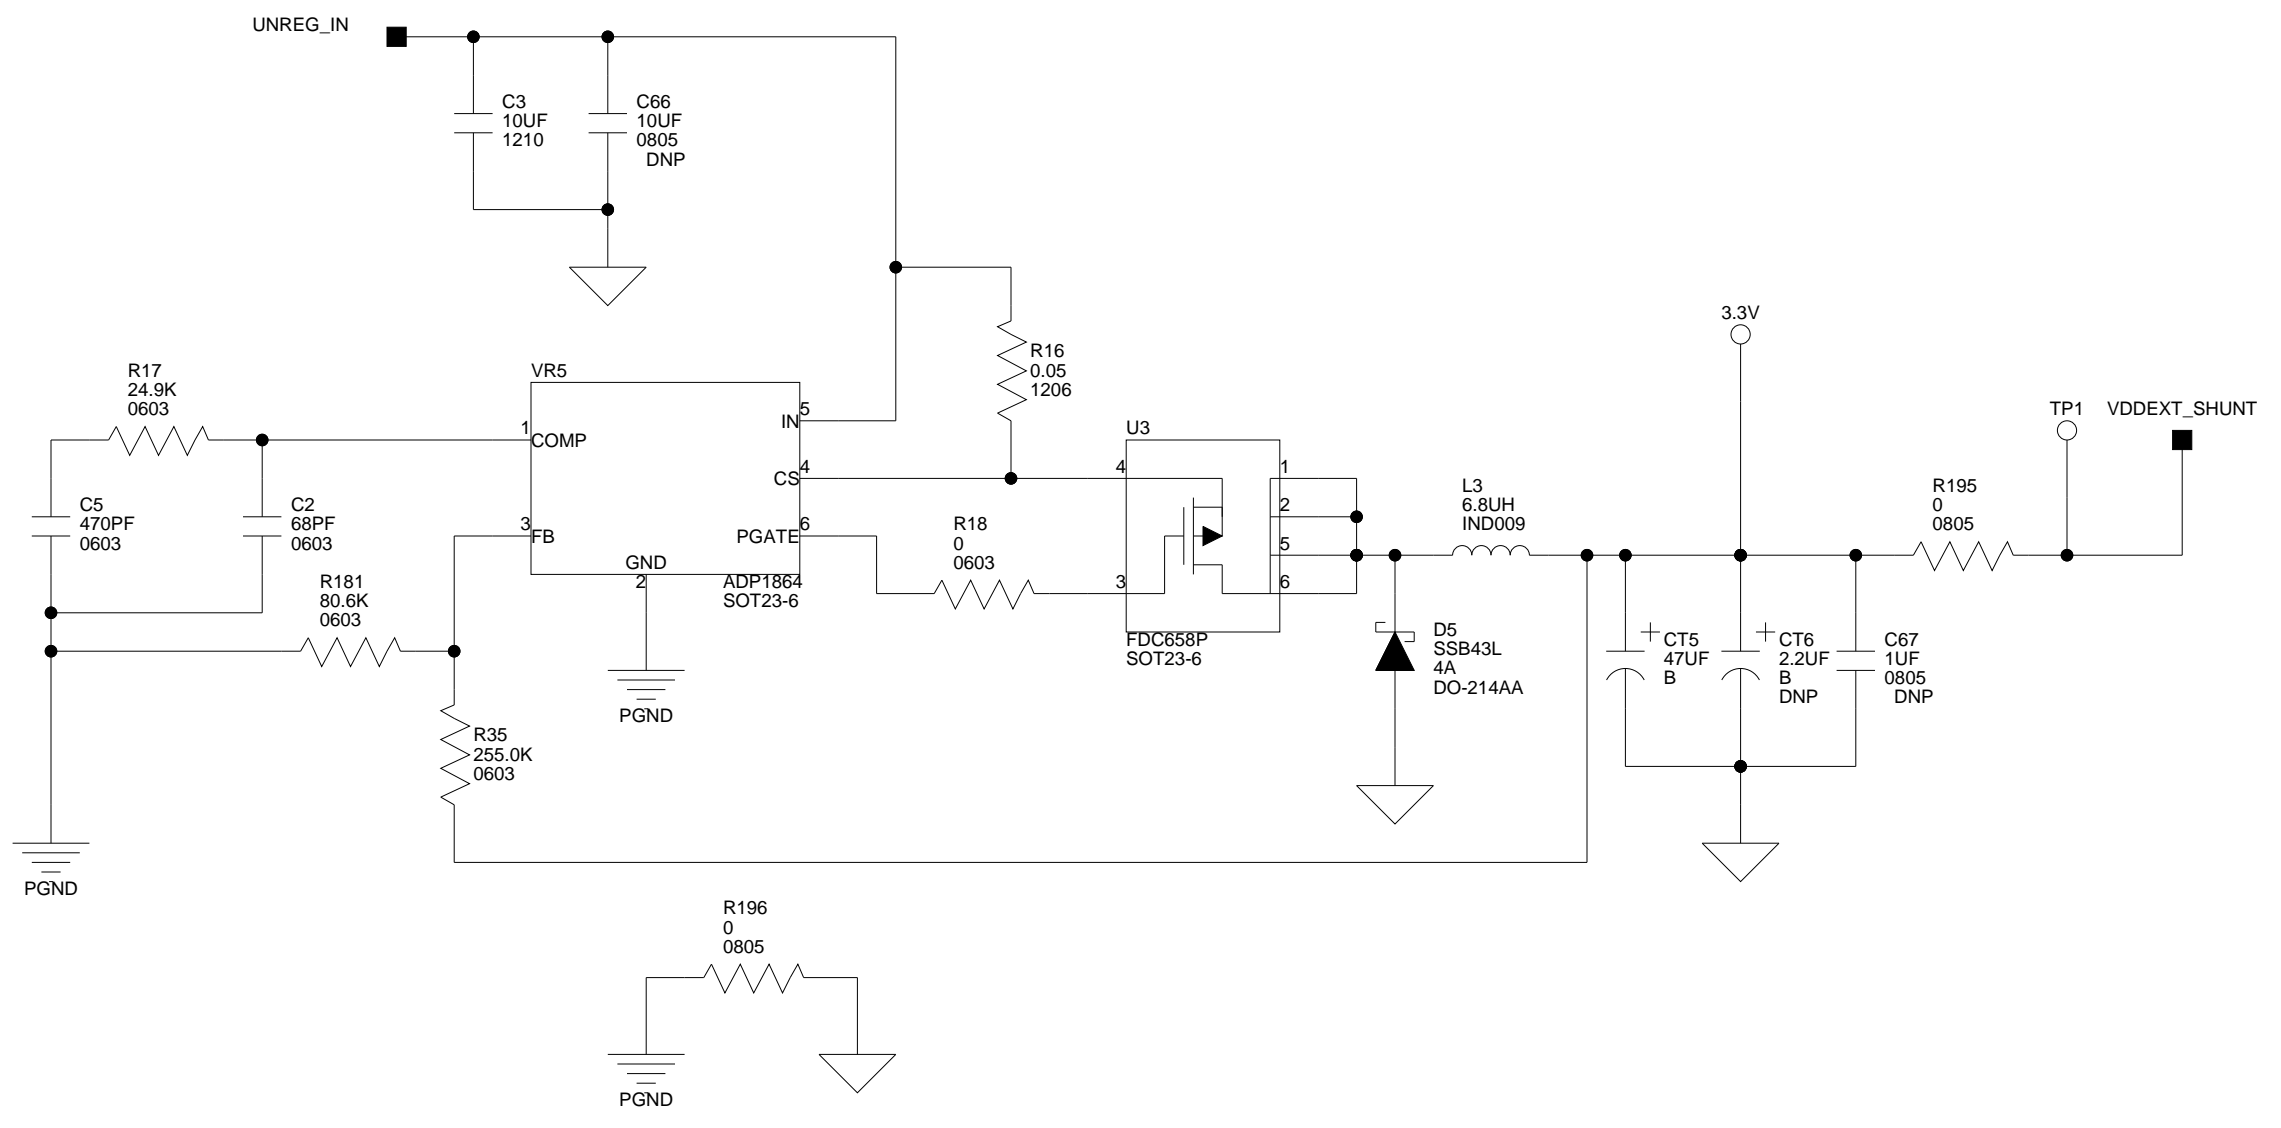 UNREG_IN
C3
10UF
1210
C66
10UF
0805
DNP
R16
0.05
1206
3.3V
R17
24.9K
0603
VR5
5
IN
1
COMP
4
CS
3
FB
6
PGATE
GND
2
ADP1864
SOT23-6
C5
470PF
0603
C2
68PF
0603
R181
80.6K
0603
R18
0
0603
U3
4
3
1
2
5
6
FDC658P
SOT23-6
L3
6.8UH
IND009
R195
0
0805
TP1
VDDEXT_SHUNT
D5
SSB43L
4A
DO-214AA
CT5
47UF
B
CT6
2.2UF
B
DNP
C67
1UF
0805
DNP
PGND
R35
255.0K
0603
PGND
R196
0
0805
PGND